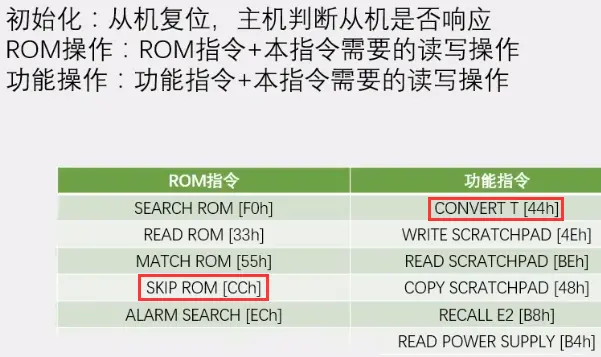 初始化：从机复位，主机判断从机是否响应
ROM操作：ROM指令+本指令需要的读写操作
功能操作：功能指令+本指令需要的读写操作
ROM指令 功能指令
SEARCH ROM [F0h] CONVERT T [44h]
READ ROM [33h] WRITE SCRATCHPAD [4Eh]
MATCH ROM [55h] READ SCRATCHPAD [BEh]
SKIP ROM [CCh] COPY SCRATCHPAD [48h]
ALARM SEARCH [ECh] RECALL E2 [B8h]
READ POWER SUPPLY [B4h]